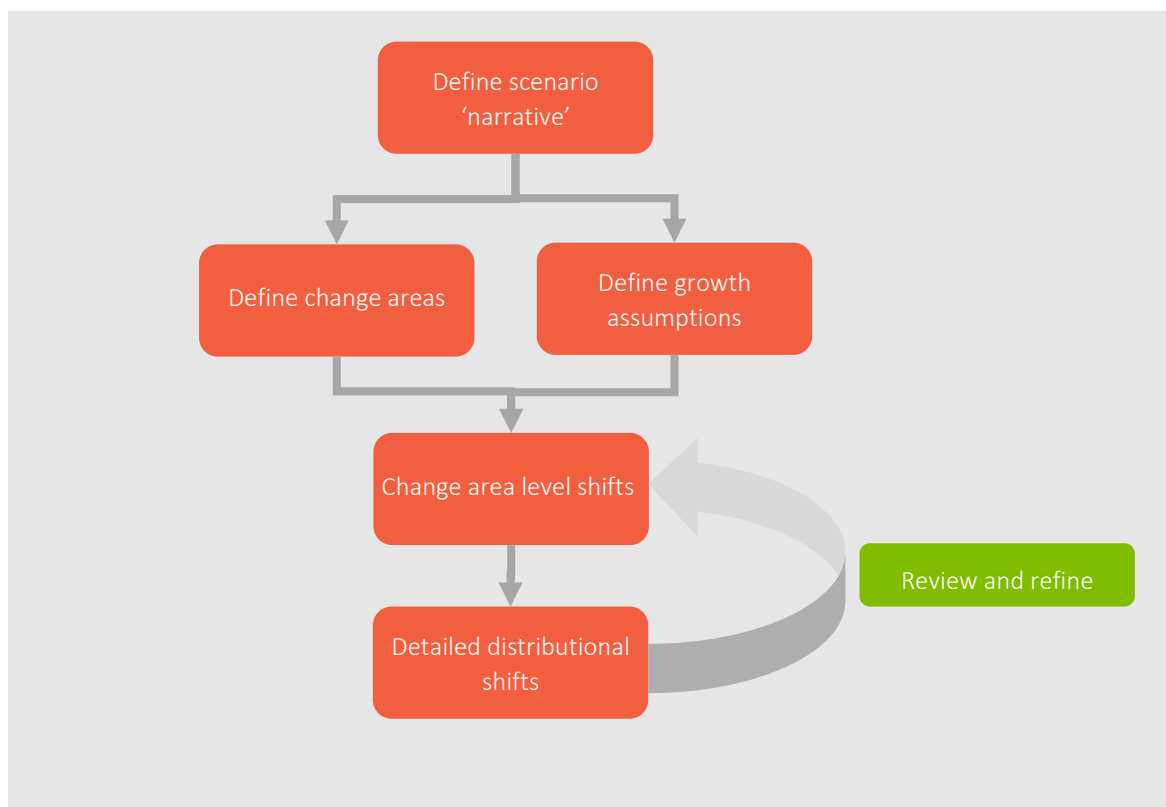 Define scenario
‘narrative’
Define change areas
Define growth
assumptions
Change area level shifts
Review and refine
Detailed distributional
shifts